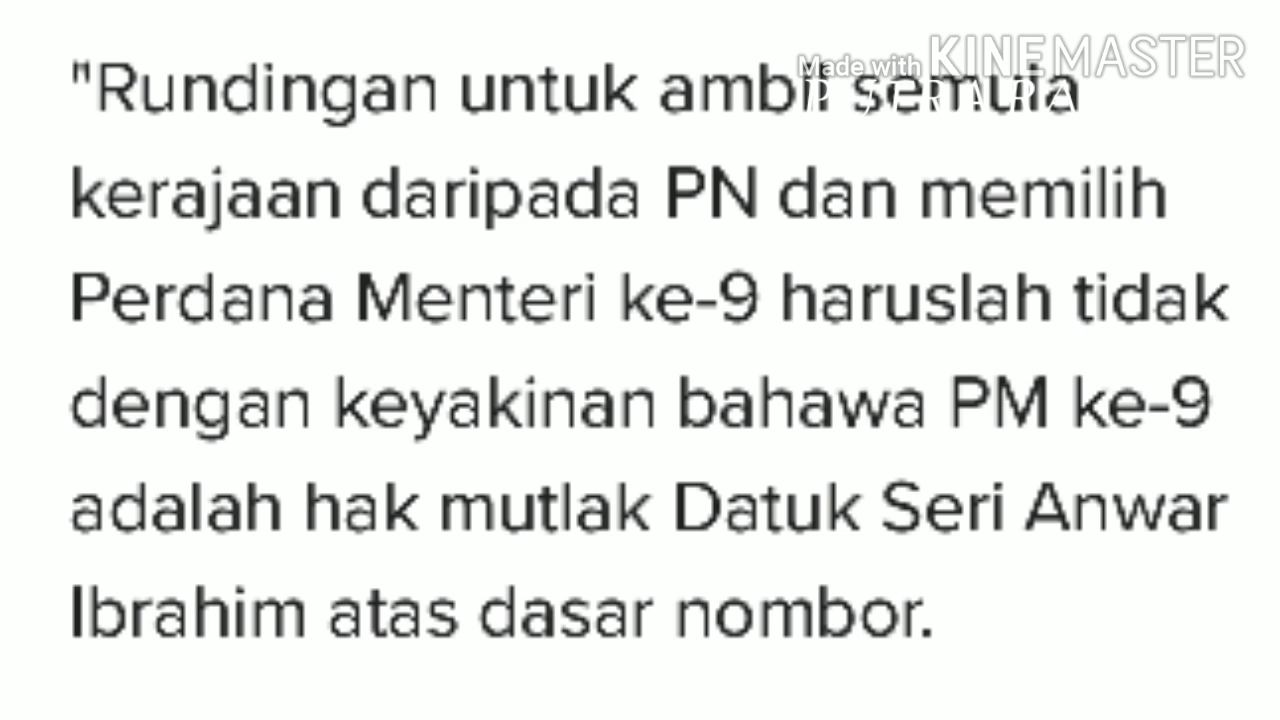 Made with KINEMASTER
"Rundingan untuk ambil semula
kerajaan daripada PN dan memilih
Perdana Menteri ke-9 haruslah tidak
dengan keyakinan bahawa PM ke-9
adalah hak mutlak Datuk Seri Anwar
Ibrahim atas dasar nombor.